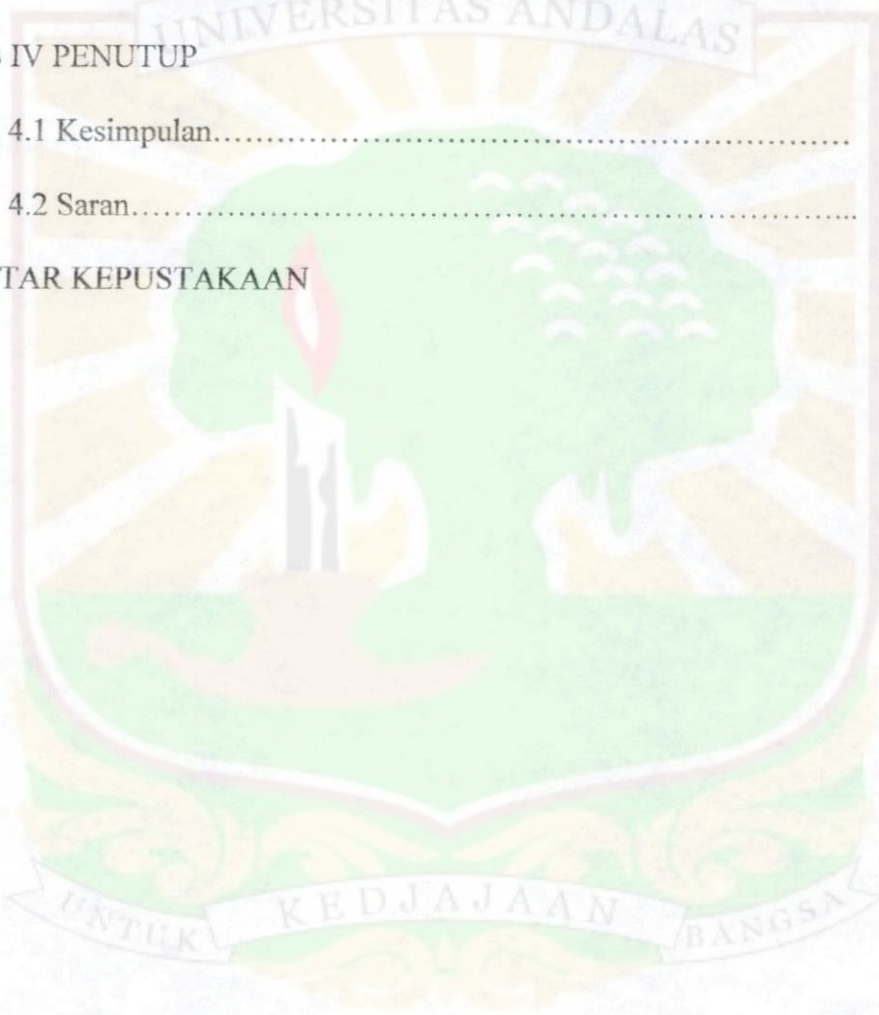 UNIVERSITAS ANDALAS
IV PENUTUP
4.1 Kesimpulan.............................................................................
4.2 Saran........................................................................................
TAR KEPUSTAKAAN
UNTUK KEDJAJAAN BANGSA